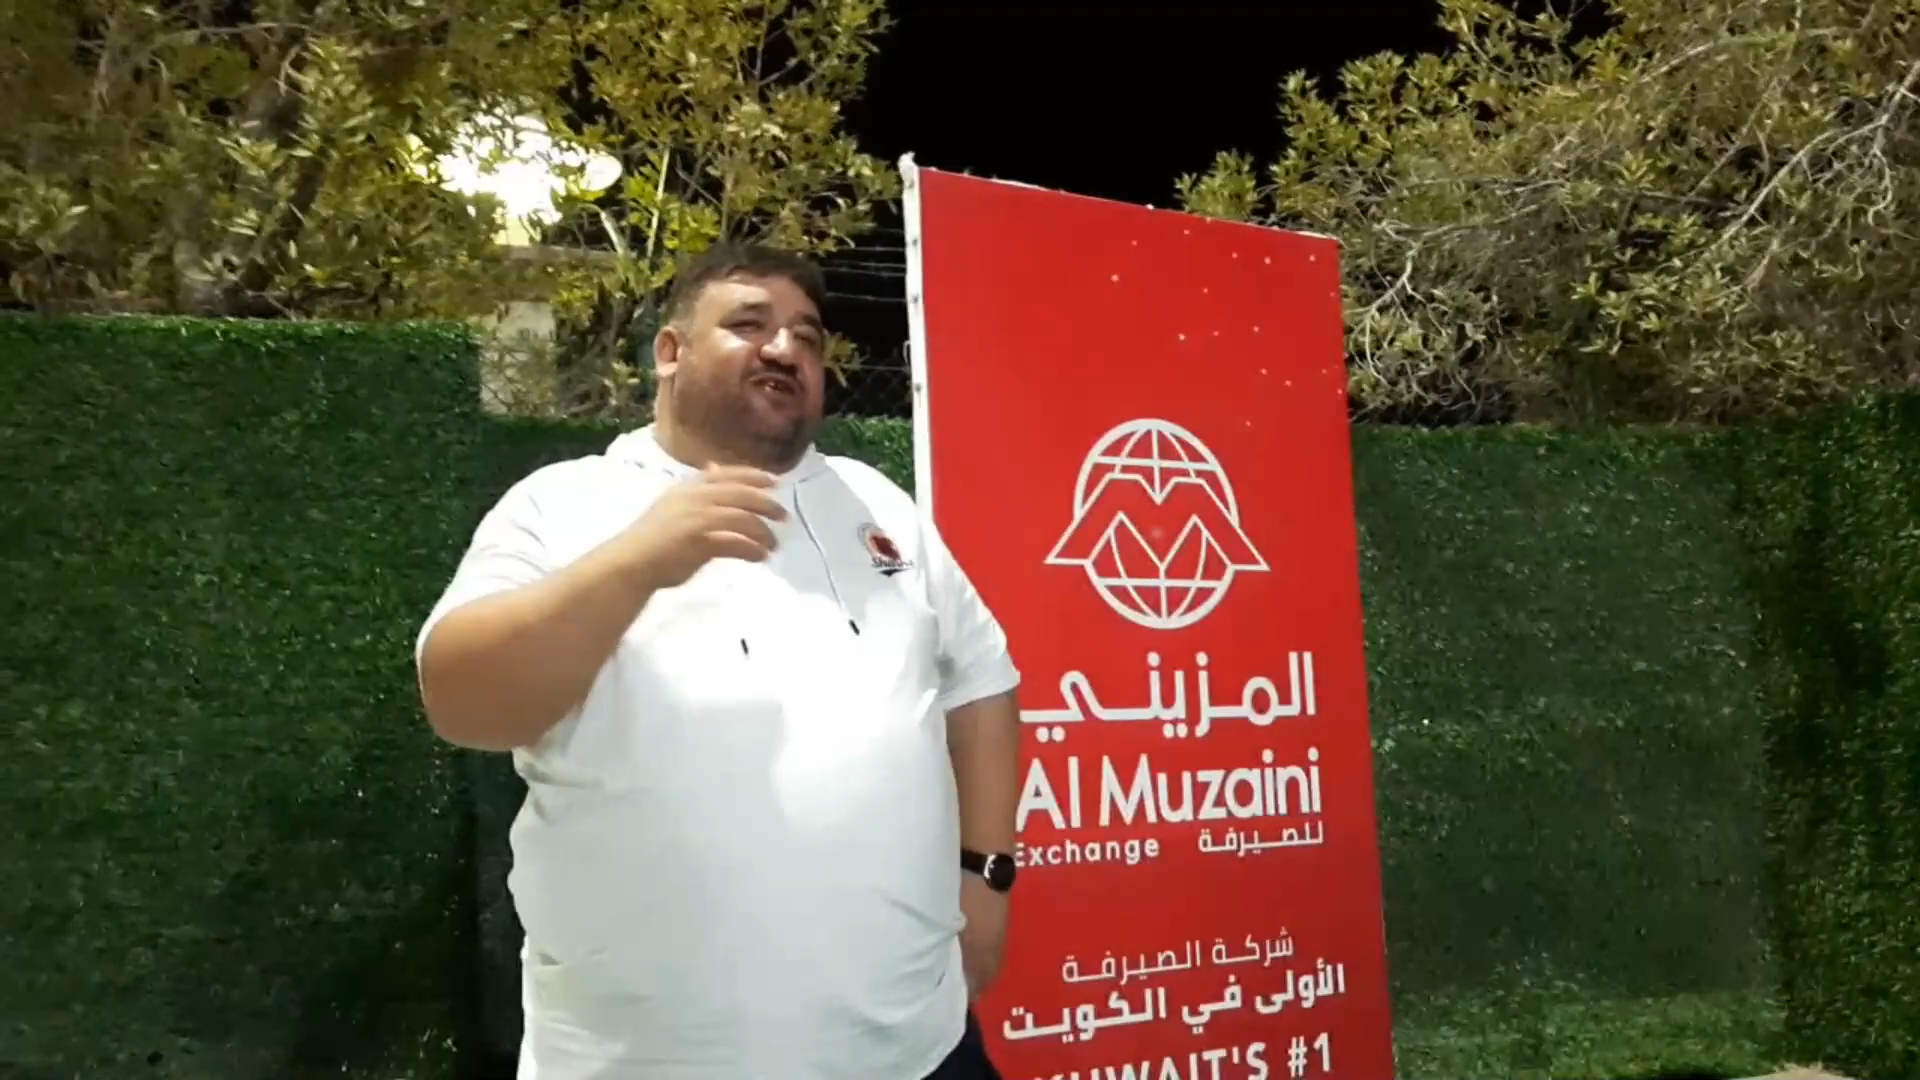 المزيني
Al Muzaini
Exchange للصيرفة
شركة الصيرفة
الأولى في الكويت
KUWAIT'S #1